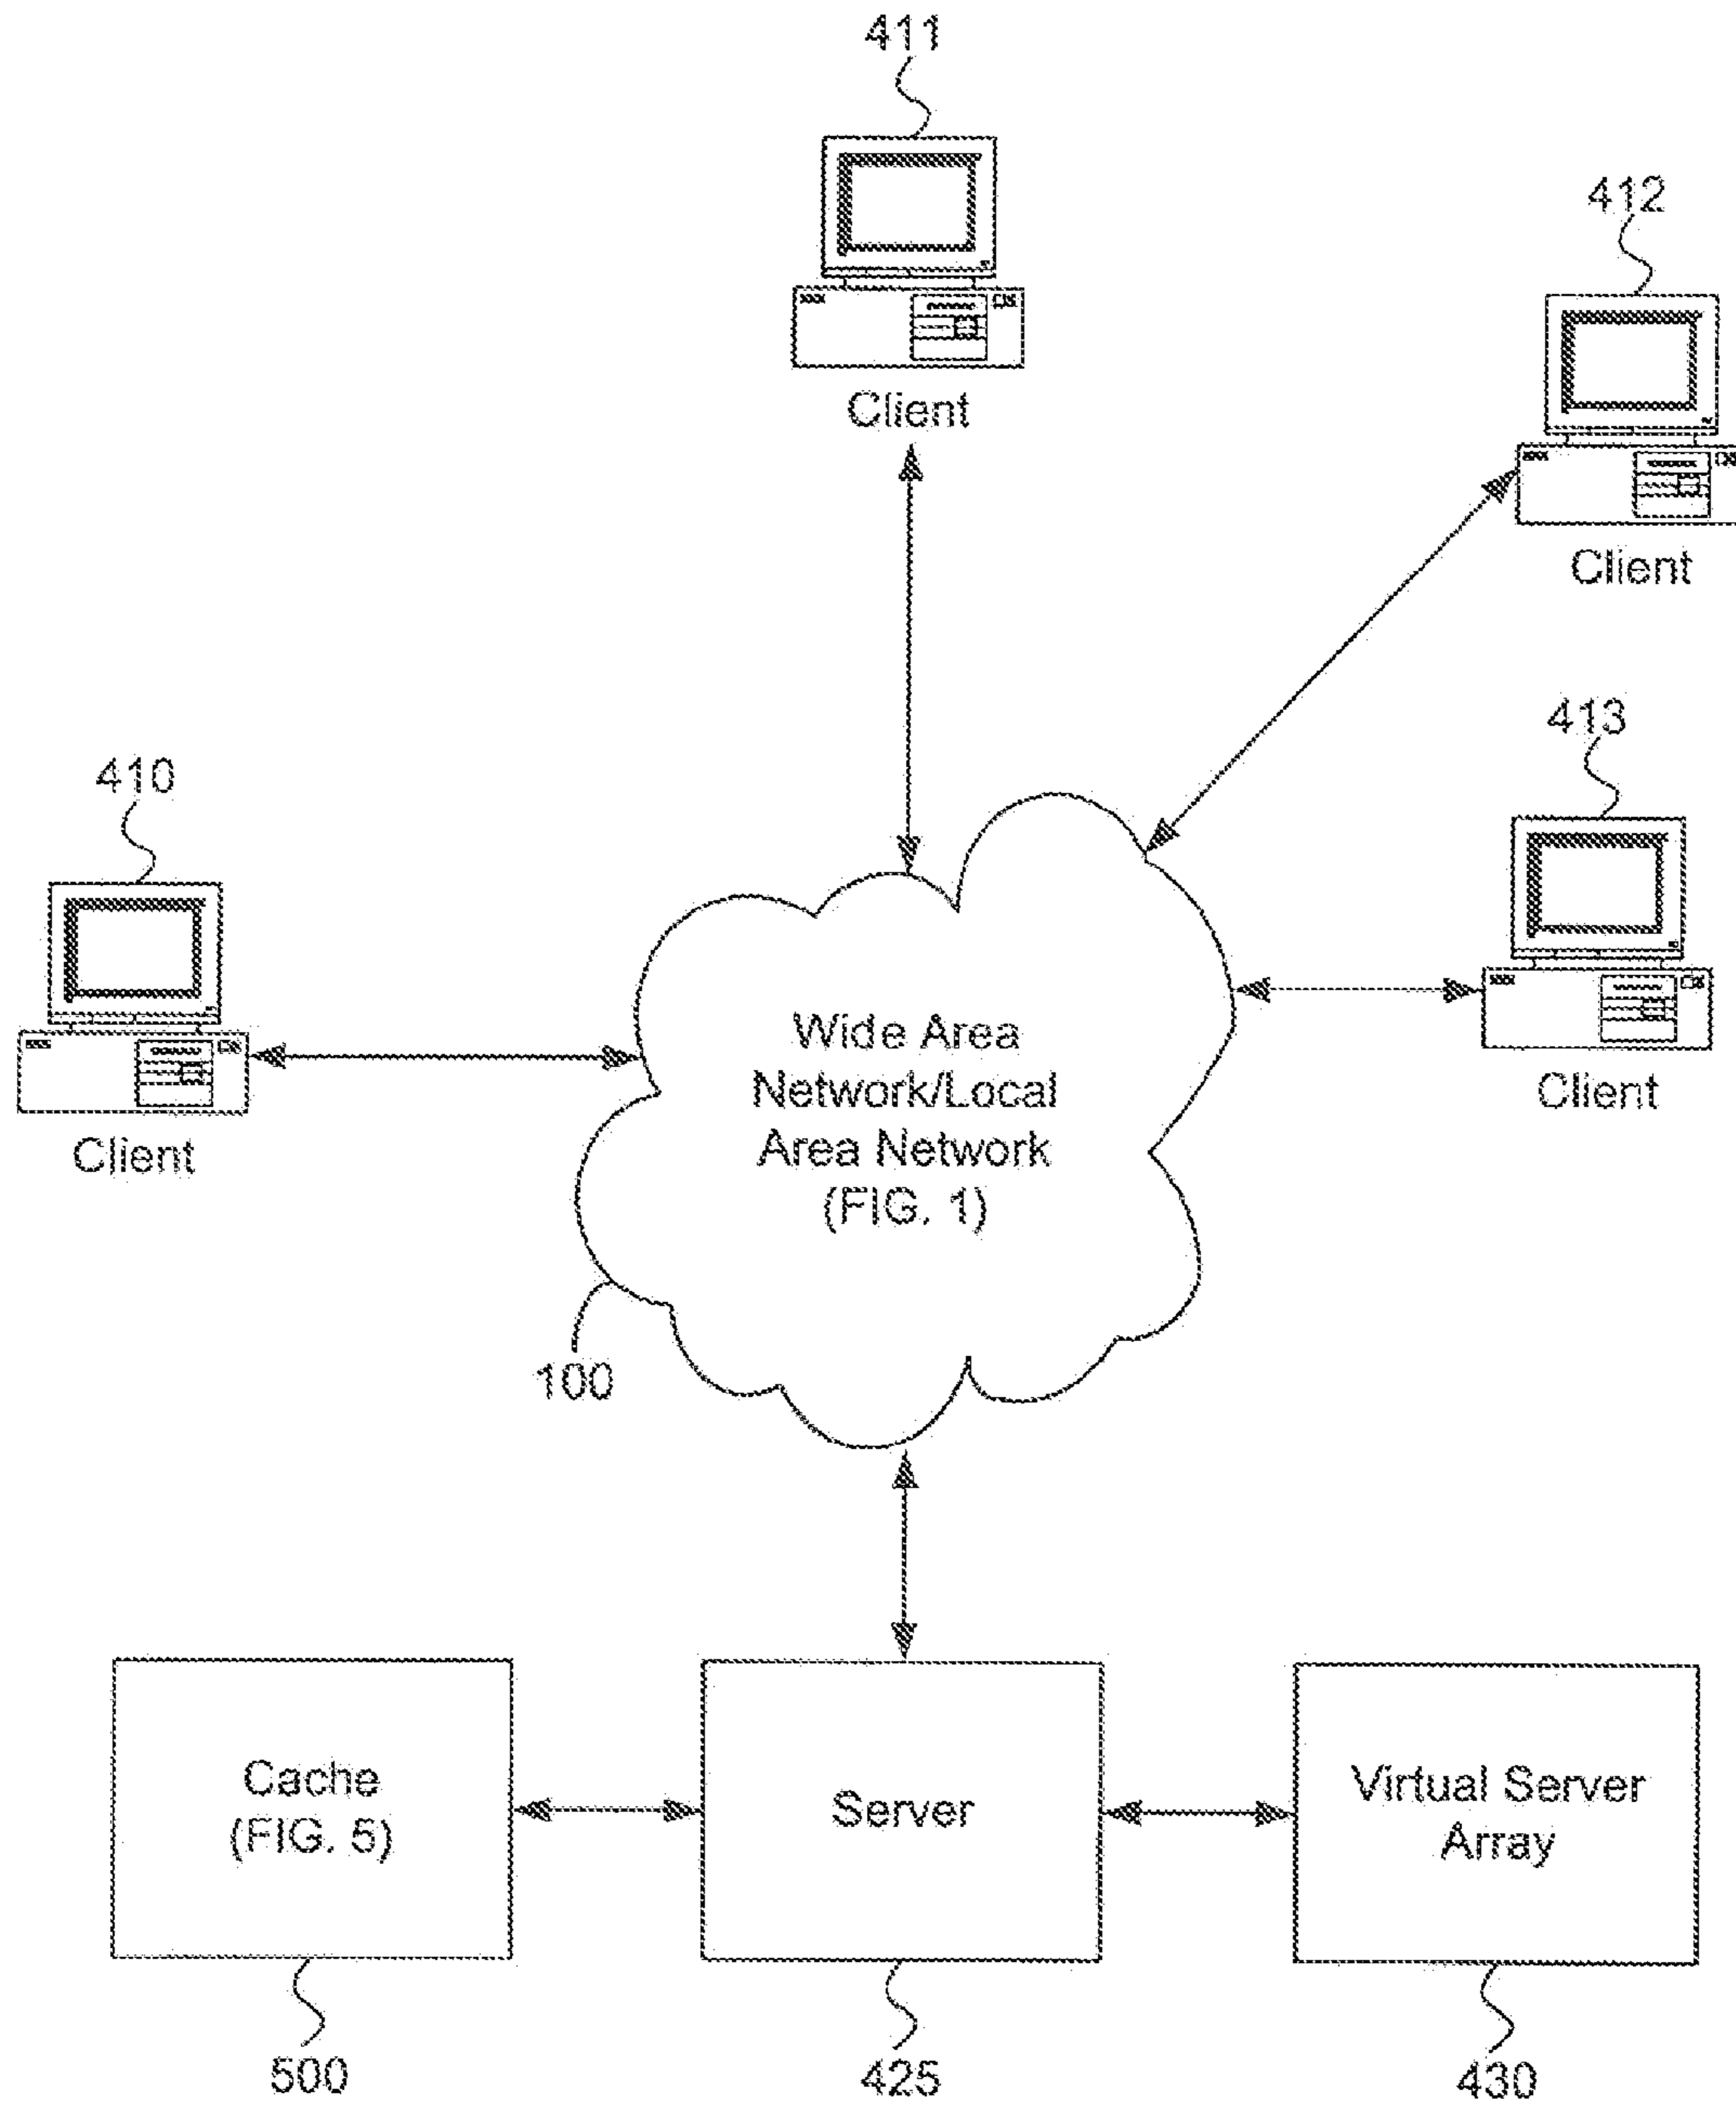 411
Client
412
Client
413
Client
410
Client
Wide Area
Network/Local
Area Network
(FIG. 1)
100
Cache
(FIG. 5)
Server
Virtual Server
Array
500
425
430